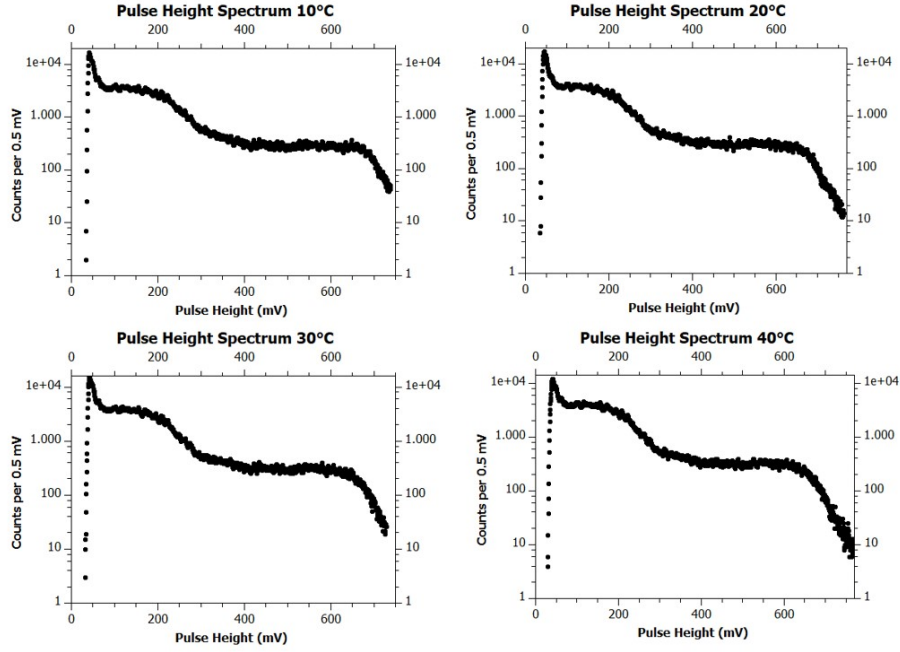 Pulse Height Spectrum 10°C
0 200 400 600
1e+04 1e+04
1.000 1.000
100 100
10 10
1 1
0 200 400 600
Counts per 0.5 mV
Pulse Height (mV)
Pulse Height Spectrum 20°C
0 200 400 600
1e+04 1e+04
1.000 1.000
100 100
10 10
1 1
0 200 400 600
Counts per 0.5 mV
Pulse Height (mV)
Pulse Height Spectrum 30°C
0 200 400 600
1e+04 1e+04
1.000 1.000
100 100
10 10
1 1
0 200 400 600
Counts per 0.5 mV
Pulse Height (mV)
Pulse Height Spectrum 40°C
0 200 400 600
1e+04 1e+04
1.000 1.000
100 100
10 10
1 1
0 200 400 600
Counts per 0.5 mV
Pulse Height (mV)